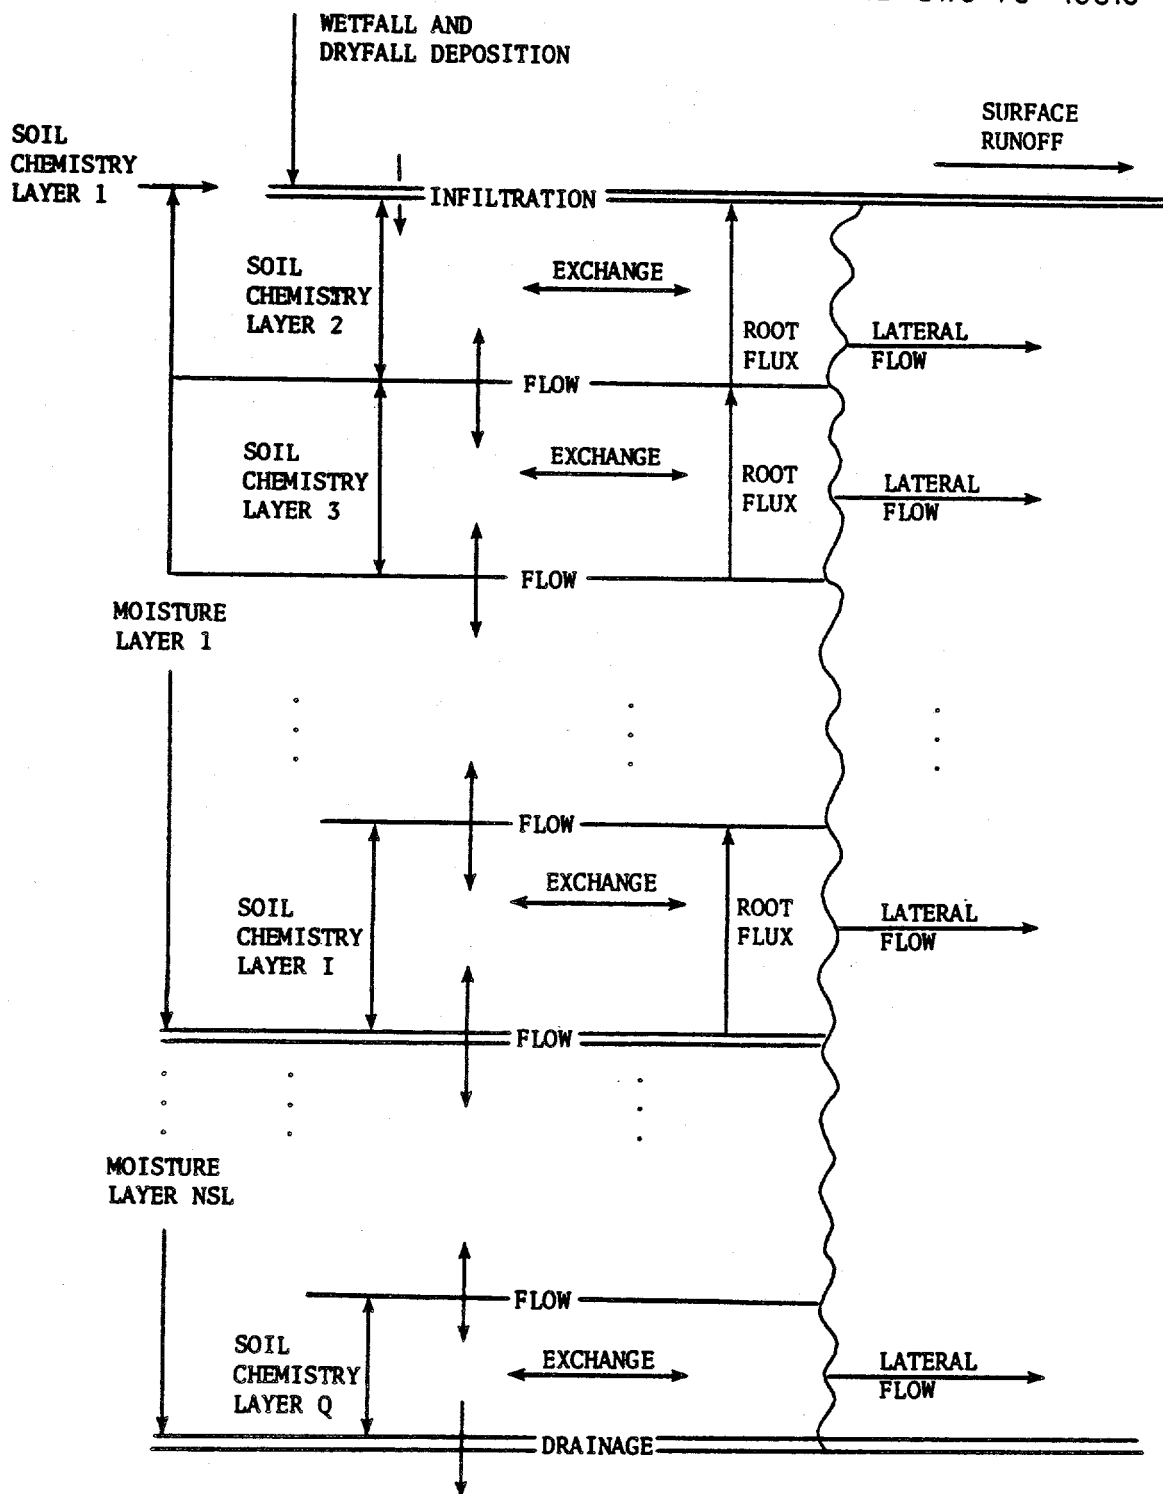 WETFALL AND
DRYFALL DEPOSITION
SURFACE
RUNOFF
SOIL
CHEMISTRY
LAYER 1
INFILTRATION
SOIL
CHEMISTRY
LAYER 2
EXCHANGE
ROOT
FLUX
LATERAL
FLOW
FLOW
SOIL
CHEMISTRY
LAYER 3
EXCHANGE
ROOT
FLUX
LATERAL
FLOW
FLOW
MOISTURE
LAYER 1
FLOW
SOIL
CHEMISTRY
LAYER I
EXCHANGE
ROOT
FLUX
LATERAL
FLOW
FLOW
MOISTURE
LAYER NSL
FLOW
SOIL
CHEMISTRY
LAYER Q
EXCHANGE
LATERAL
FLOW
DRAINAGE